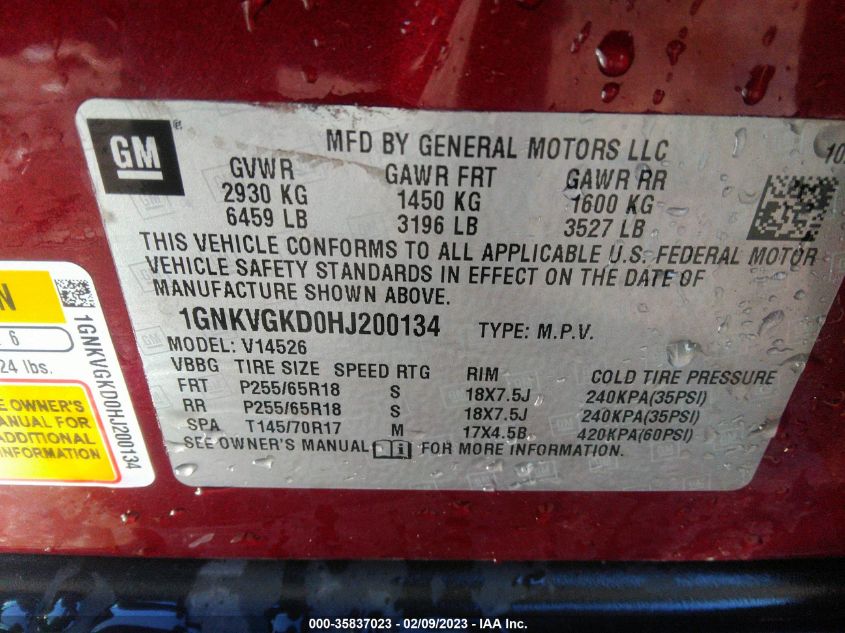 GM
®
MFD BY GENERAL MOTORS LLC
10
GVWR GAWR FRT GAWR RR
2930 KG 1450 KG 1600 KG
6459 LB 3196 LB 3527 LB
THIS VEHICLE CONFORMS TO ALL APPLICABLE U.S. FEDERAL MOTOR
VEHICLE SAFETY STANDARDS IN EFFECT ON THE DATE OF
MANUFACTURE SHOWN ABOVE.
1GNKVGKD0HJ200134 TYPE: M.P.V.
MODEL: V14526
VBBG TIRE SIZE SPEED RTG RIM COLD TIRE PRESSURE
FRT P255/65R18 S 18X7.5J 240KPA(35PSI)
RR P255/65R18 S 18X7.5J 240KPA(35PSI)
SPA T145/70R17 M 17X4.5B 420KPA(60PSI)
SEE OWNER'S MANUAL i FOR MORE INFORMATION.
N
6
24 lbs.
E OWNER'S
ANUAL FOR
ADDITIONAL
INFORMATION
1GNKVGKD0HJ200134
000-35837023 - 02/09/2023 - IAA Inc.